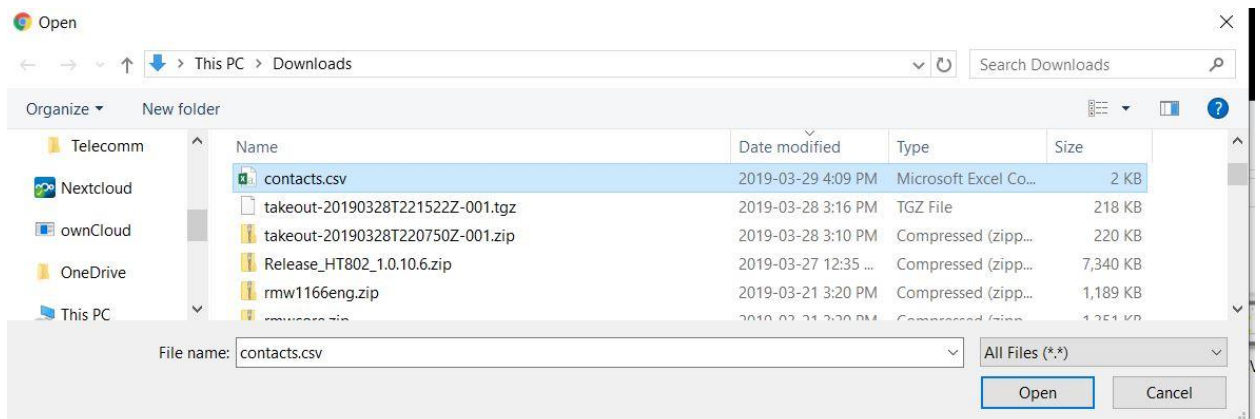 Open
This PC > Downloads
Search Downloads
Organize
New folder
Telecomm
Nextcloud
ownCloud
OneDrive
This PC
Name Date modified Type Size
contacts.csv 2019-03-29 4:09 PM Microsoft Excel Co... 2 KB
takeout-20190328T221522Z-001.tgz 2019-03-28 3:16 PM TGZ File 218 KB
takeout-20190328T220750Z-001.zip 2019-03-28 3:10 PM Compressed (zipp... 220 KB
Release_HT802_1.0.10.6.zip 2019-03-27 12:35 ... Compressed (zipp... 7,340 KB
rmw1166eng.zip 2019-03-21 3:20 PM Compressed (zipp... 1,189 KB
File name: contacts.csv
All Files (*.*)
Open Cancel